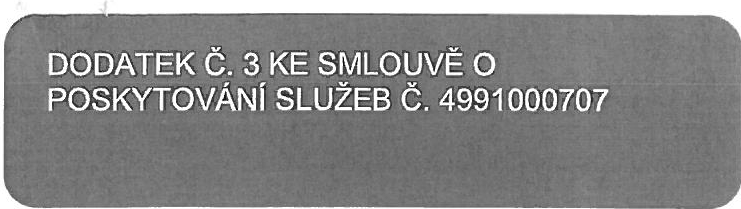 DODATEK Č. 3 KE SMLOUVĚ O
POSKYTOVÁNÍ SLUŽEB Č. 4991000707